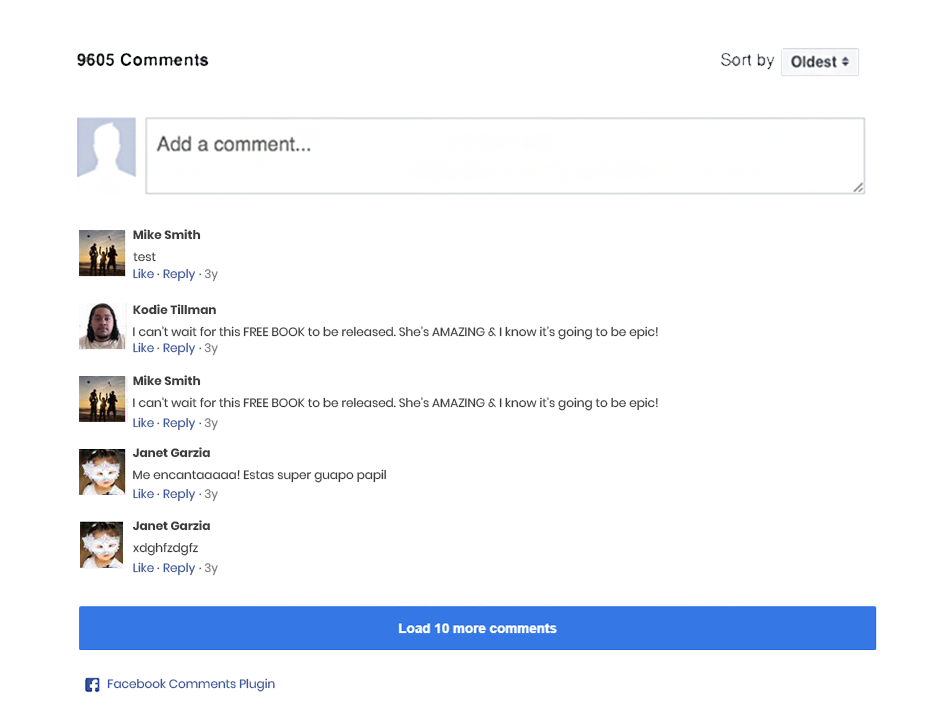 9605 Comments
Sort by Oldest
Add a comment...
Mike Smith
test
Like · Reply · 3y
Kodie Tillman
I can't wait for this FREE BOOK to be released. She's AMAZING & I know it's going to be epic!
Like · Reply · 3y
Mike Smith
I can't wait for this FREE BOOK to be released. She's AMAZING & I know it's going to be epic!
Like · Reply · 3y
Janet Garzia
Me encantaaaaa! Estas super guapo papil
Like · Reply · 3y
Janet Garzia
xdghfzdgfz
Like · Reply · 3y
Load 10 more comments
Facebook Comments Plugin